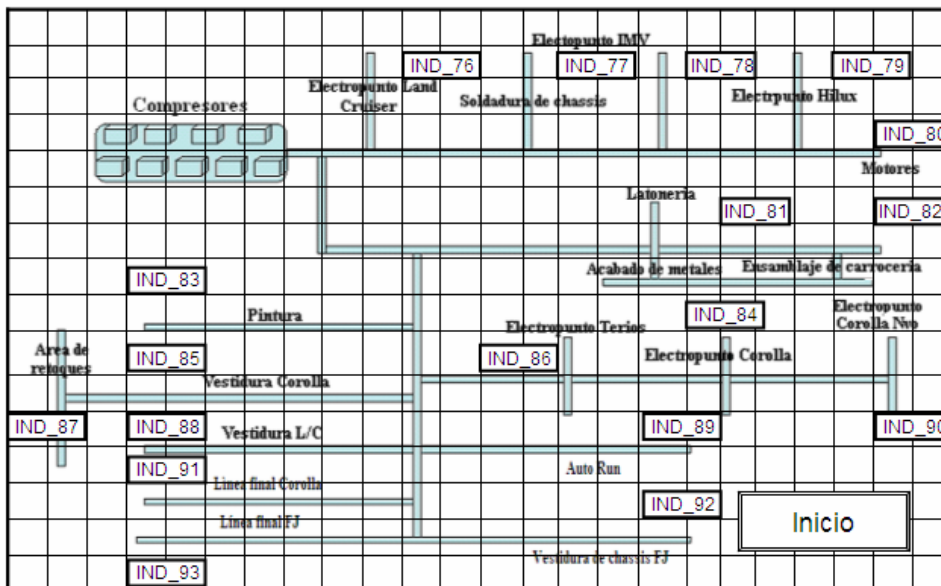 Electopunto IMV
IND_76
IND_77
IND_78
IND_79
Electropunto Land
Cruiser
Soldadura de chassis
Electrpunto Hilux
Compresores
IND_80
Motores
Latoneria
IND_81
IND_82
Acabado de metales
Ensamblaje de carroceria
IND_83
Pintura
IND_84
Electropunto
Corolla Nvo
Electropunto Terios
Area de
retoques
IND_85
IND_86
Electropunto Corolla
Vestidura Corolla
IND_87
IND_88
Vestidura L/C
IND_89
IND_90
IND_91
Auto Run
Linea final Corolla
IND_92
Linea final FJ
Inicio
Vestidura de chassis FJ
IND_93